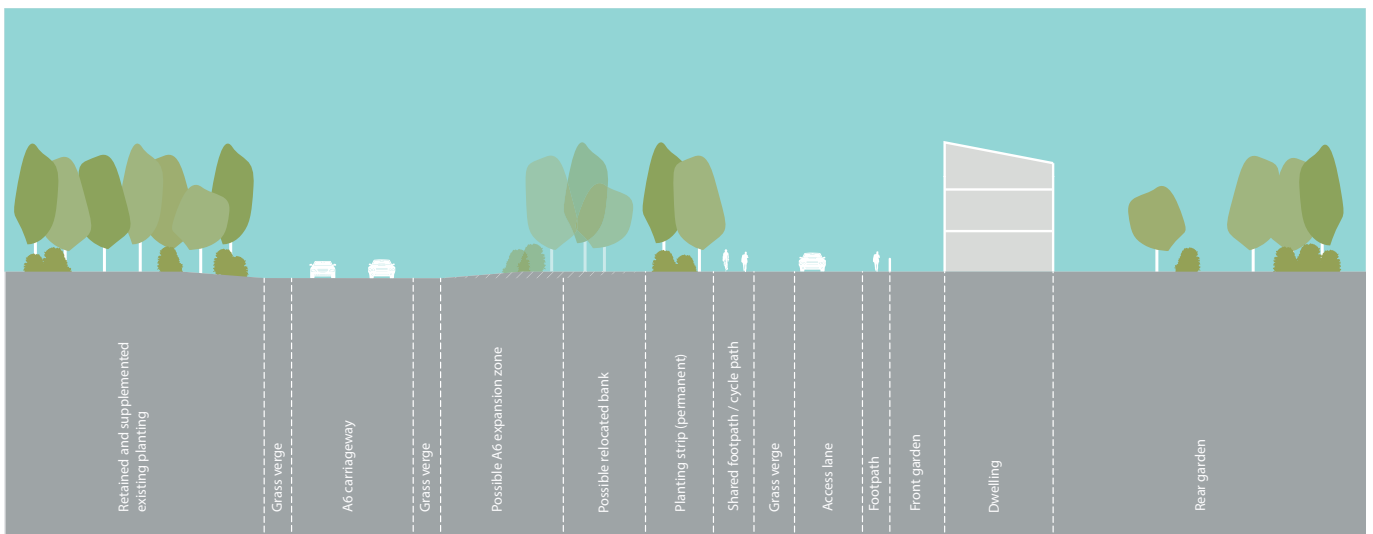 Retained and supplemented
existing planting
Grass verge
A6 carriageway
Grass verge
Possible A6 expansion zone
Possible relocated bank
Planting strip (permanent)
Shared footpath / cycle path
Grass verge
Access lane
Footpath
Front garden
Dwelling
Rear garden